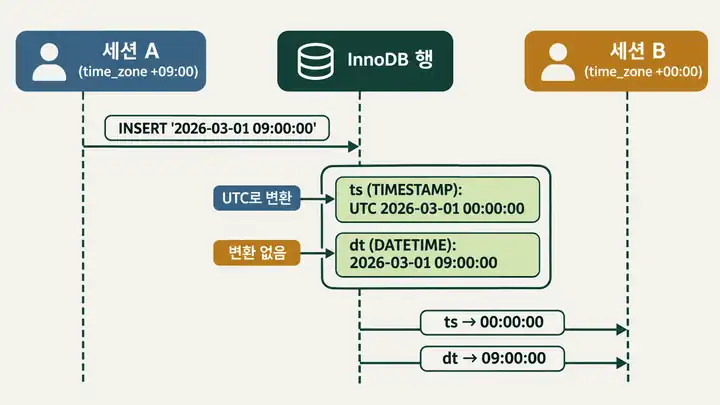 세션 A
(time_zone +09:00)
InnoDB 행
세션 B
(time_zone +00:00)
INSERT '2026-03-01 09:00:00'
UTC로 변환
ts (TIMESTAMP):
UTC 2026-03-01 00:00:00
변환 없음
dt (DATETIME):
2026-03-01 09:00:00
ts → 00:00:00
dt → 09:00:00